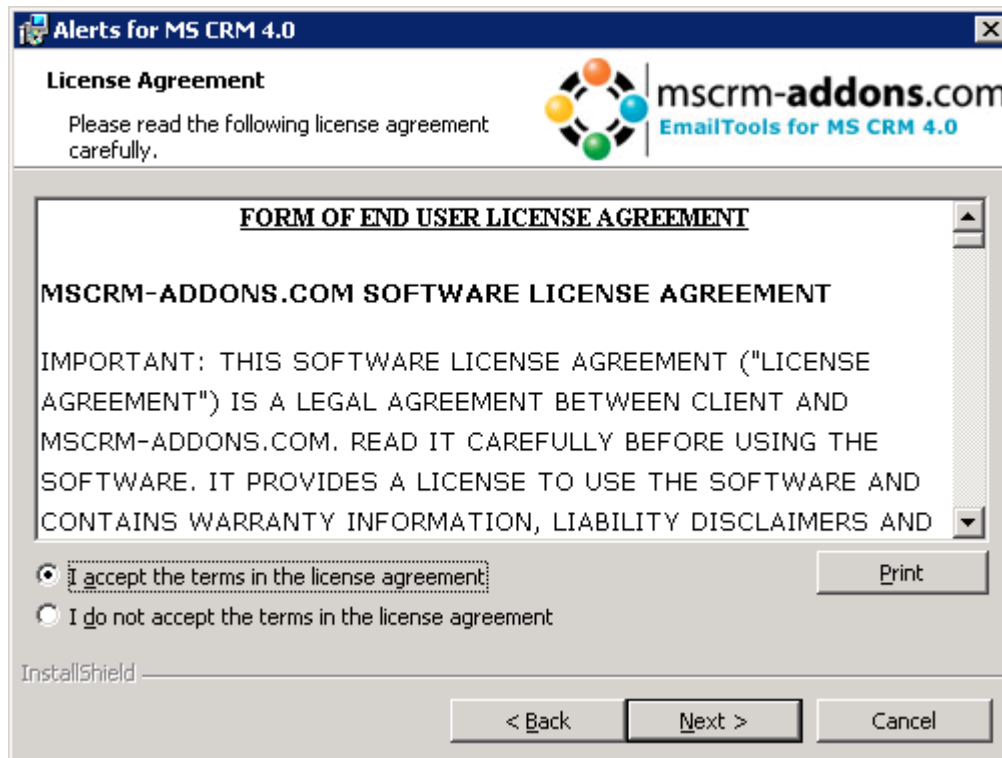 Alerts for MS CRM 4.0
License Agreement
Please read the following license agreement
carefully.
mscrm-addons.com
EmailTools for MS CRM 4.0
FORM OF END USER LICENSE AGREEMENT
MSCRM-ADDONS.COM SOFTWARE LICENSE AGREEMENT
IMPORTANT: THIS SOFTWARE LICENSE AGREEMENT ("LICENSE
AGREEMENT") IS A LEGAL AGREEMENT BETWEEN CLIENT AND
MSCRM-ADDONS.COM. READ IT CAREFULLY BEFORE USING THE
SOFTWARE. IT PROVIDES A LICENSE TO USE THE SOFTWARE AND
CONTAINS WARRANTY INFORMATION, LIABILITY DISCLAIMERS AND
I accept the terms in the license agreement
Print
I do not accept the terms in the license agreement
InstallShield
< Back
Next >
Cancel